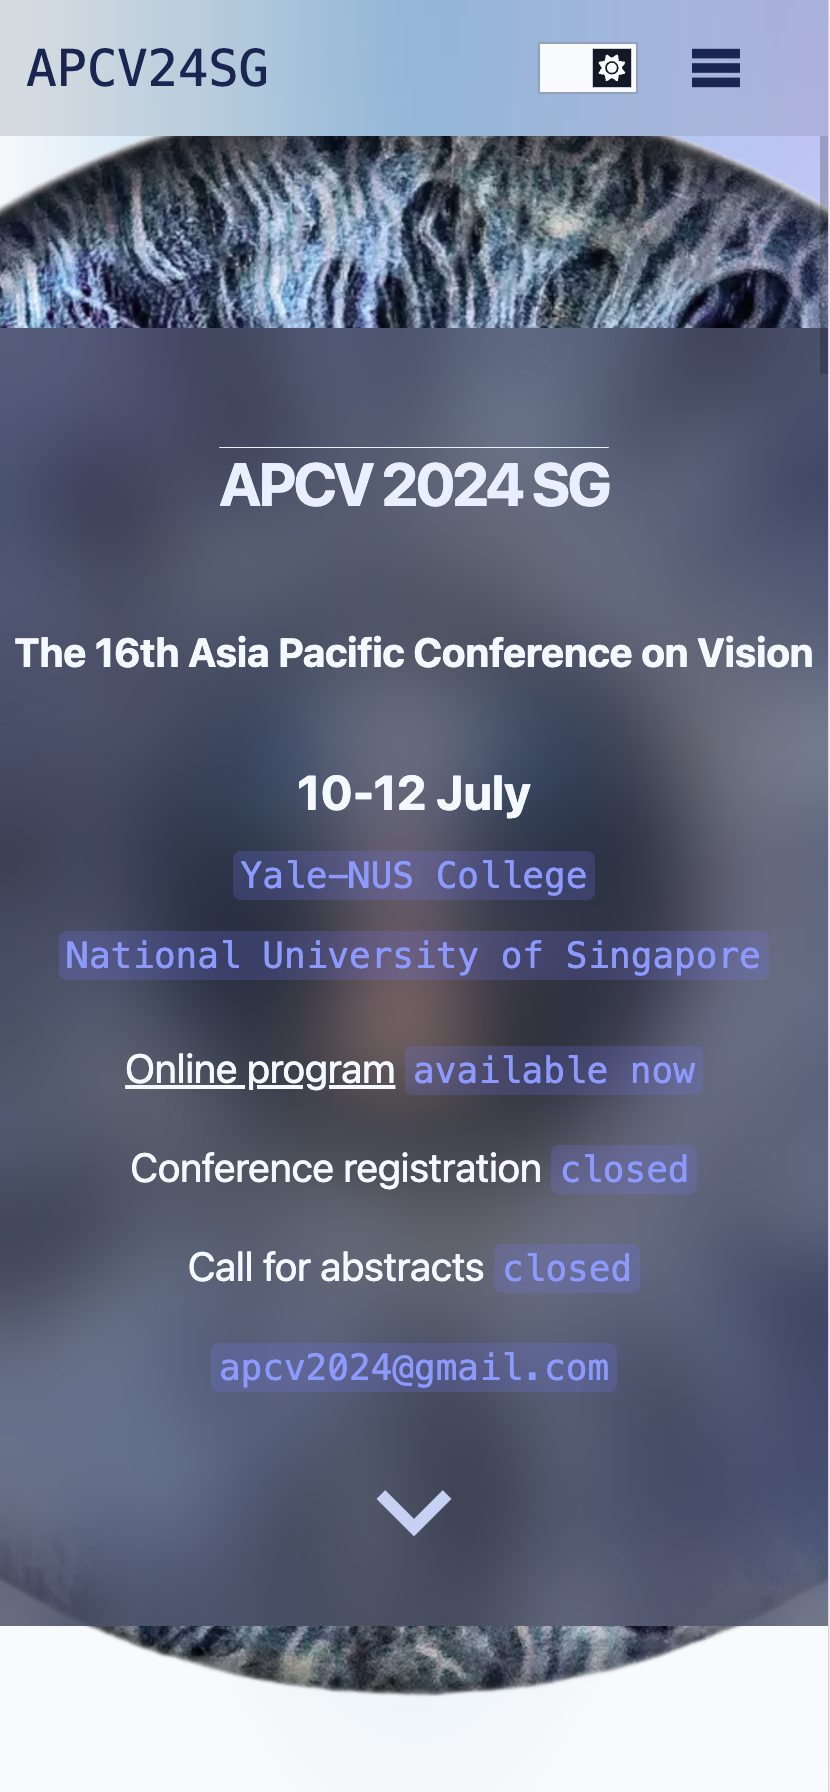 APCV24SG
APCV 2024 SG
The 16th Asia Pacific Conference on Vision
10-12 July
Yale–NUS College
National University of Singapore
Online program available now
Conference registration closed
Call for abstracts closed
apcv2024@gmail.com